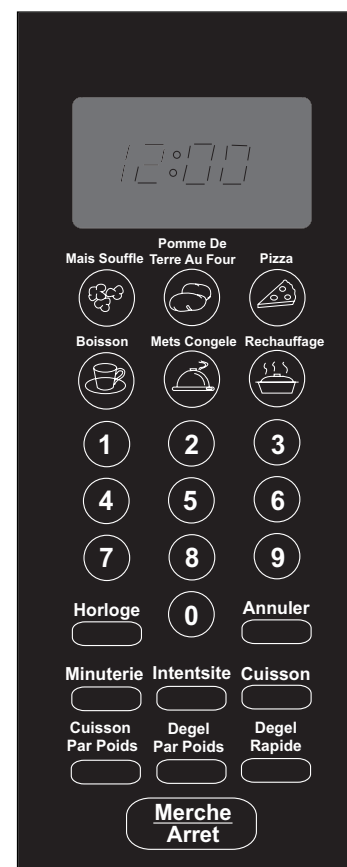 12:00
Pomme De
Mais Souffle Terre Au Four Pizza
Boisson Mets Congele Rechauffage
1 2 3
4 5 6
7 8 9
Horloge 0 Annuler
Minuterie Intentsite Cuisson
Cuisson Degel Degel
Par Poids Par Poids Rapide
Merche
Arret